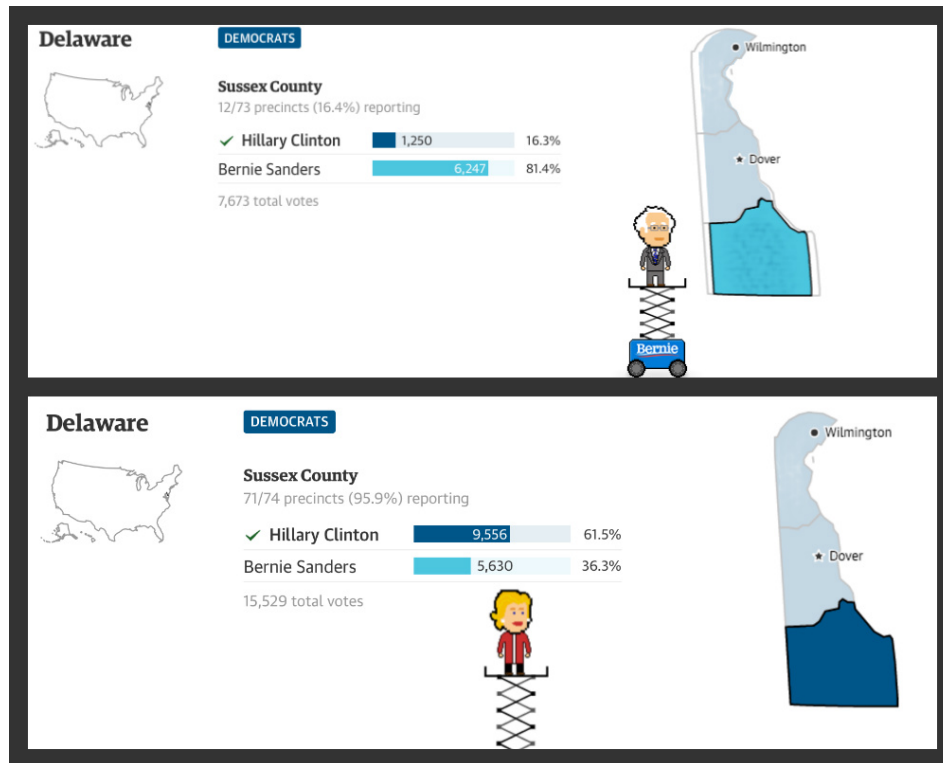 Delaware
DEMOCRATS
Sussex County
12/73 precincts (16.4%) reporting
Hillary Clinton 1,250 16.3%
Bernie Sanders 6,247 81.4%
7,673 total votes
Wilmington
Dover
Bernie
Delaware
DEMOCRATS
Sussex County
71/74 precincts (95.9%) reporting
Hillary Clinton 9,556 61.5%
Bernie Sanders 5,630 36.3%
15,529 total votes
Wilmington
Dover